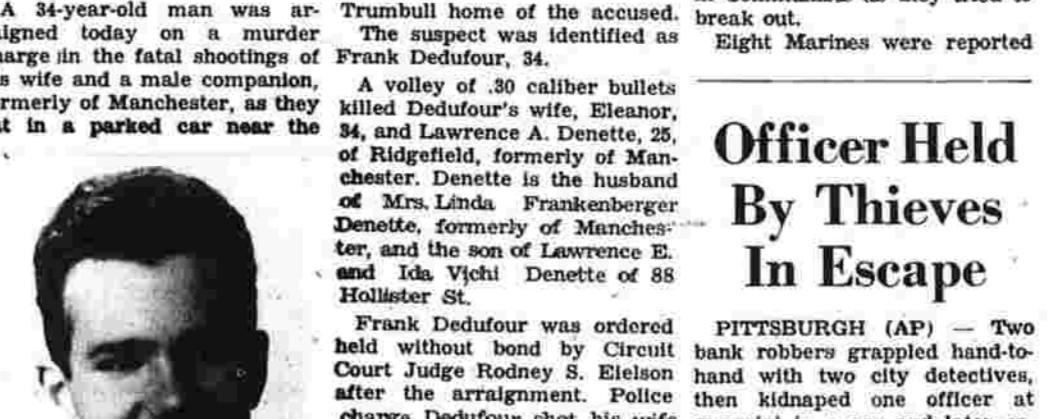 A 34-year-old man was ar-
today on a murder
in the fatal shootings of
wife and a male companion,
of Manchester, as they
in a parked car near the
Trumbull home of the accused.
The suspect was identified as
Frank Dedufour, 34.
A volley of .30 caliber bullets
killed Dedufour's wife, Eleanor,
34, and Lawrence A. Denette, 25,
of Ridgefield, formerly of Man-
chester. Denette is the husband
of Mrs. Linda Frankenberger
Denette, formerly of Manches-
ter, and the son of Lawrence E.
and Ida Vichi Denette of 88
Hollister St.
Frank Dedufour was ordered
held without bond by Circuit
Court Judge Rodney S. Eielson
after the arraignment. Police
charge Dedufour shot his wife
break out.
Eight Marines were reported
Officer Held
By Thieves
In Escape
PITTSBURGH (AP) — Two
bank robbers grappled hand-to-
hand with two city detectives,
then kidnaped one officer at